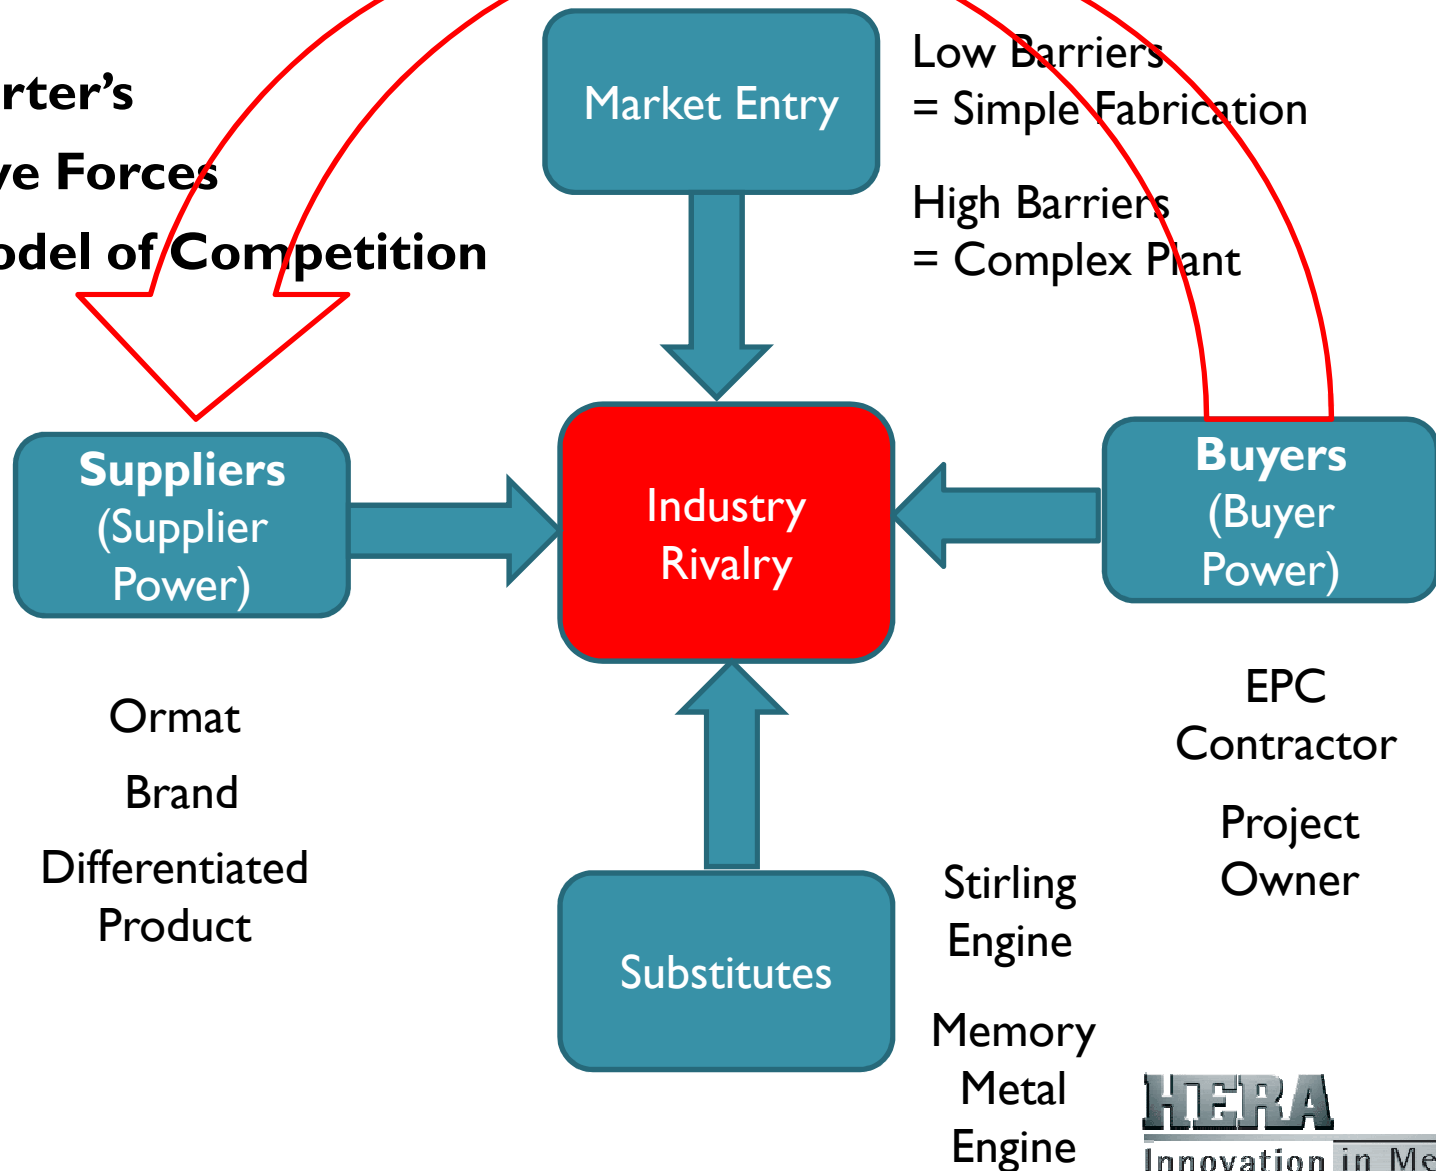 rter's
ve Forces
odel of Competition
Market Entry
Low Barriers
= Simple Fabrication
High Barriers
= Complex Plant
Suppliers
(Supplier
Power)
Industry
Rivalry
Buyers
(Buyer
Power)
Ormat
Brand
Differentiated
Product
EPC
Contractor
Project
Owner
Substitutes
Stirling
Engine
Memory
Metal
Engine
HERA
Innovation in Me